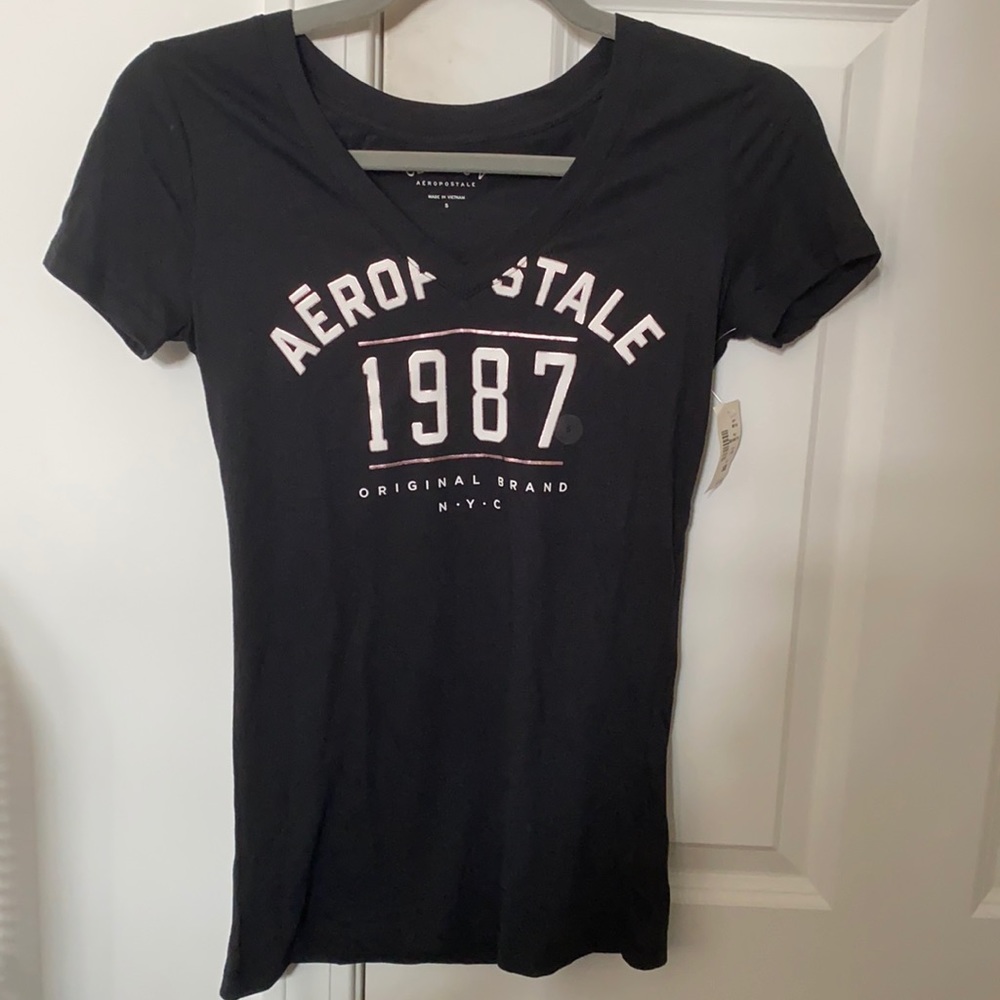 AEROPOSTALE
MADE IN VIETNAM
S
AĒROP STALE
1987
ORIGINAL BRAND
N·Y·C